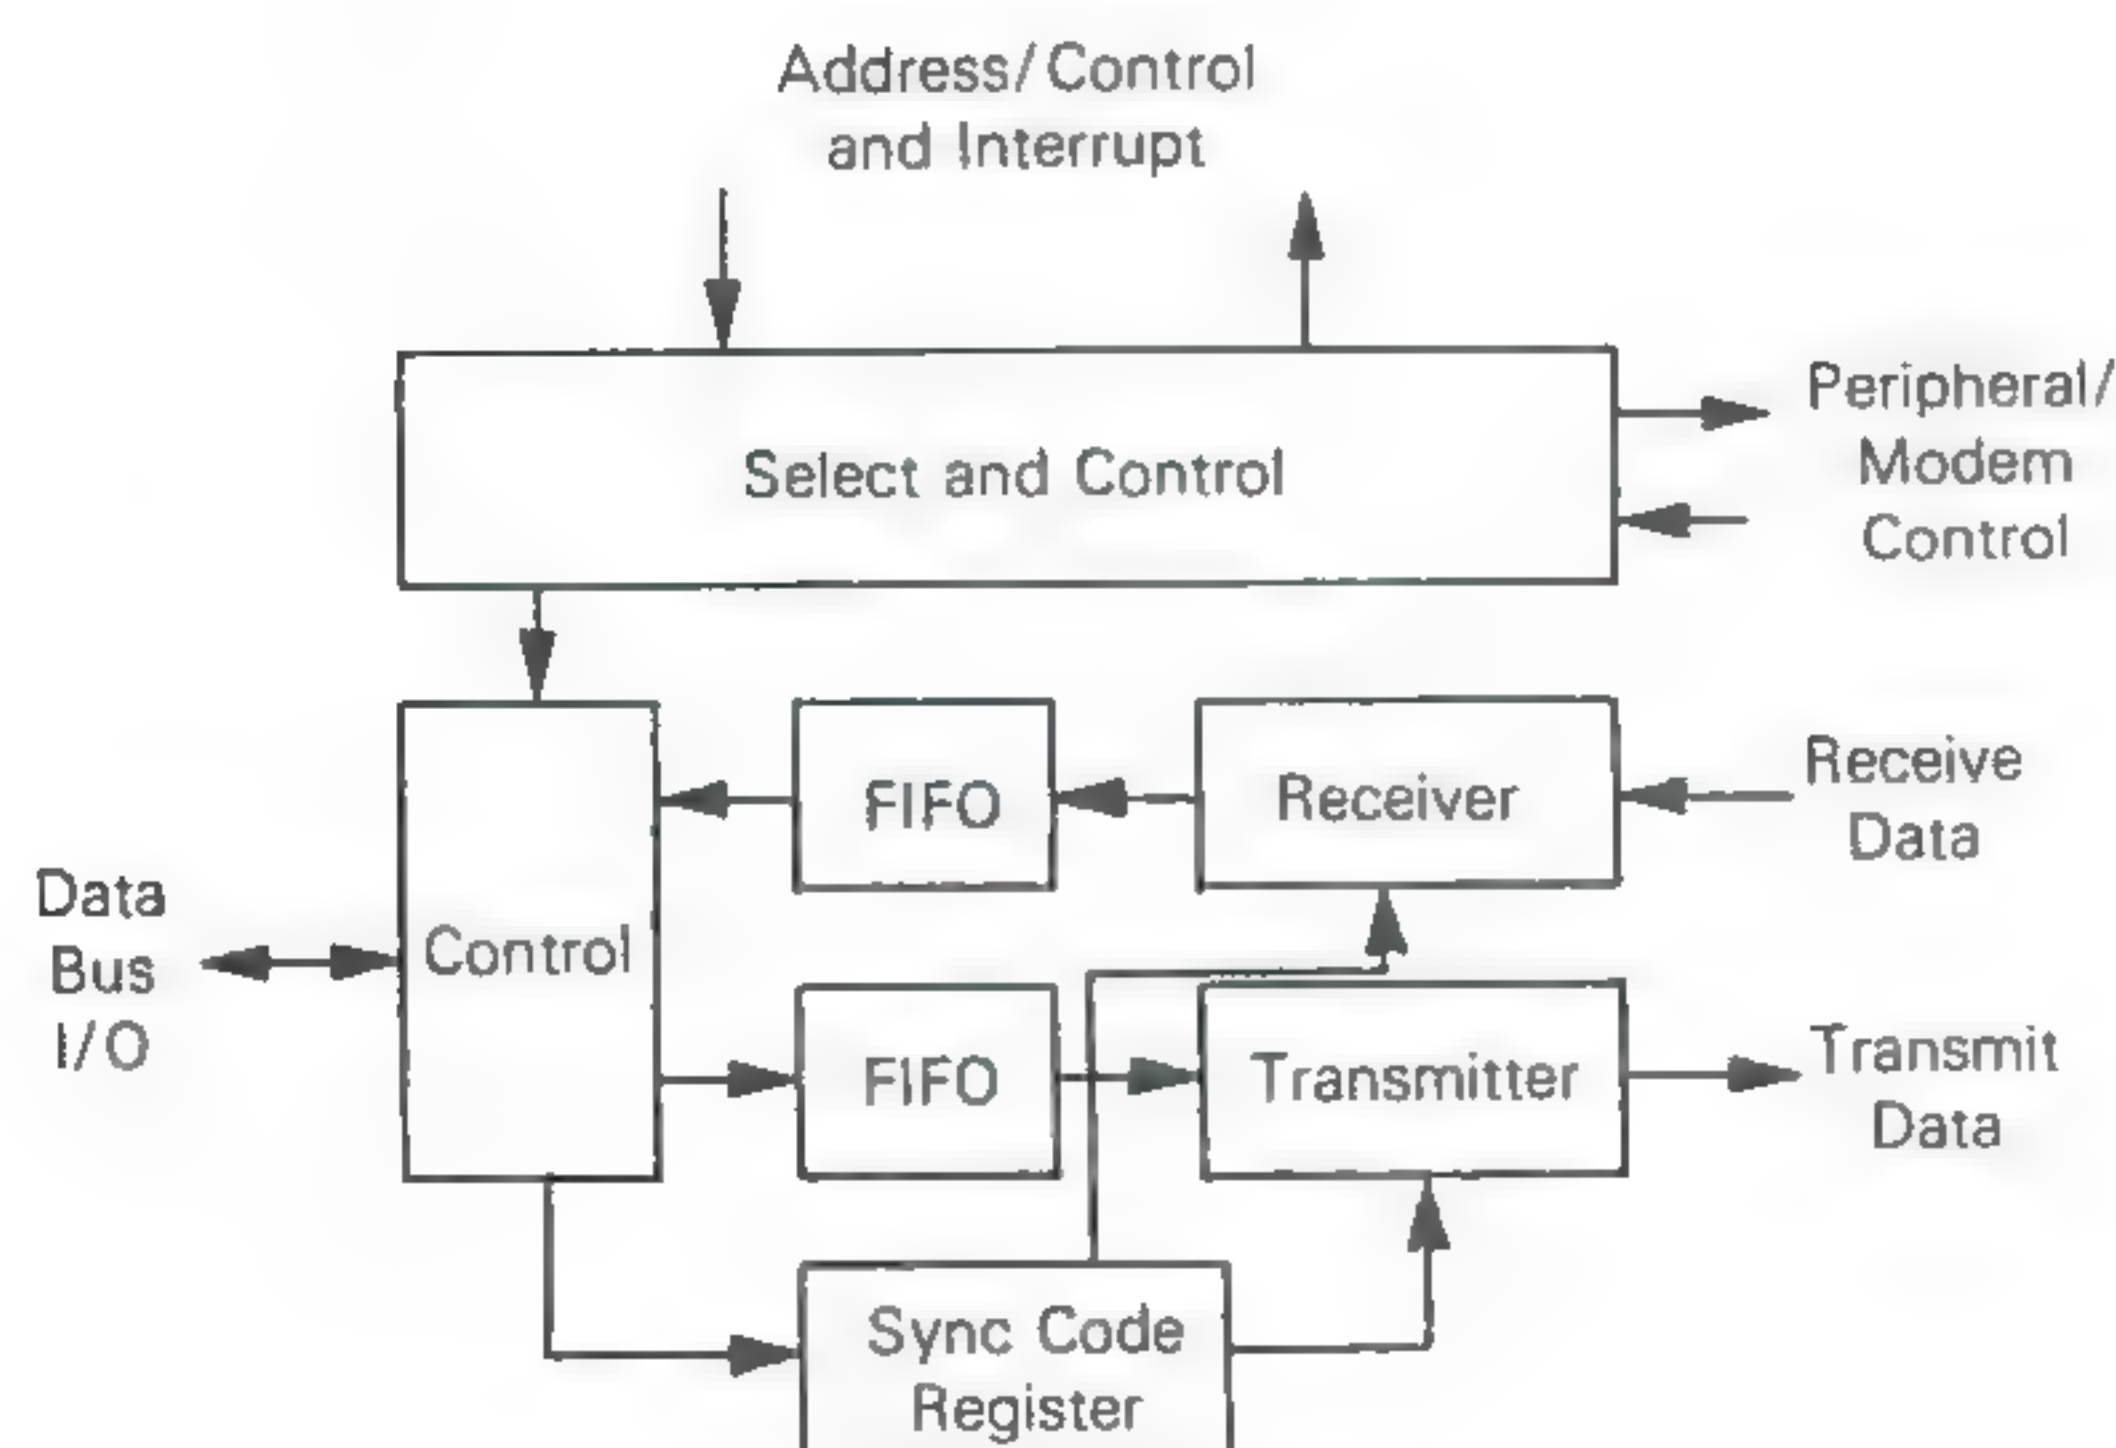 Address/Control
and Interrupt
Select and Control
Peripheral/
Modem
Control
Control
FIFO
Receiver
Receive
Data
Data
Bus
I/O
FIFO
Transmitter
Transmit
Data
Sync Code
Register